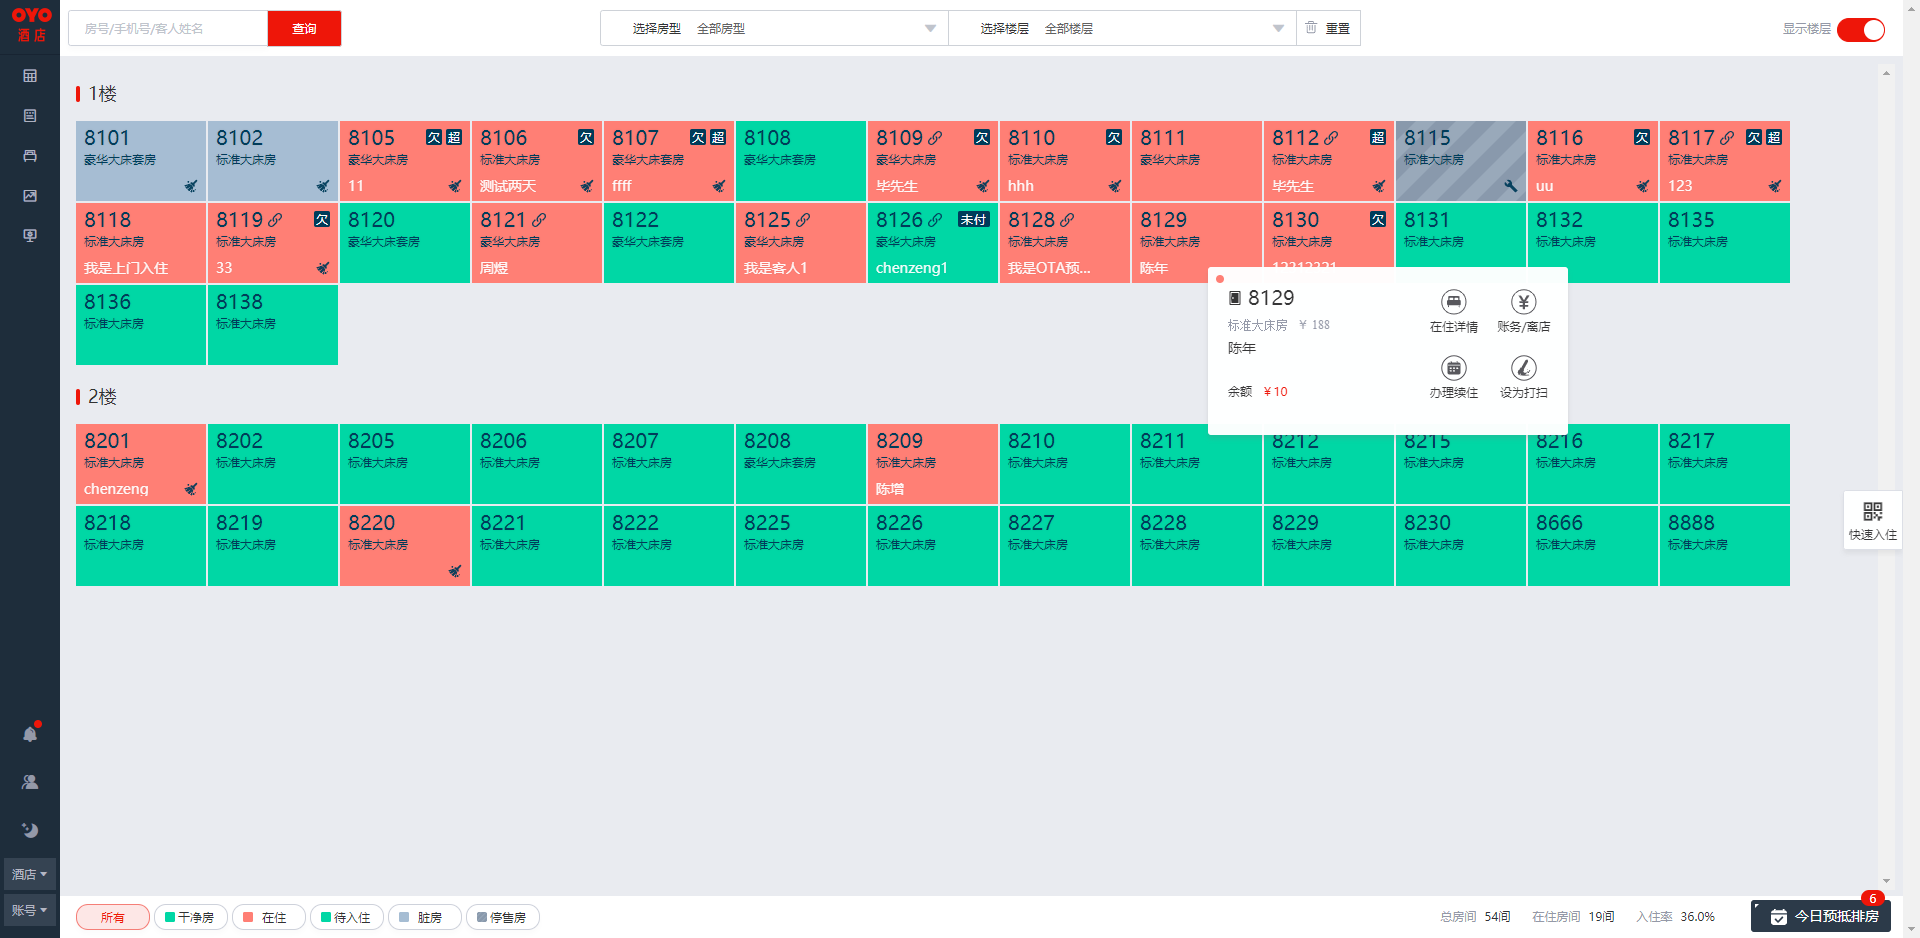 OYO
酒店
房号/手机号/客人姓名
查询
选择房型 全部房型
选择楼层 全部楼层
重置
显示楼层
1楼
8101
豪华大床套房
8102
标准大床房
8105 欠 超
豪华大床房
11
8106 欠
标准大床房
测试两天
8107 欠 超
豪华大床套房
ffff
8108
豪华大床套房
8109 欠
豪华大床房
毕先生
8110 欠
标准大床房
hhh
8111
豪华大床房
8112 超
标准大床房
毕先生
8115
标准大床房
8116 欠
标准大床房
uu
8117 欠 超
标准大床房
123
8118
标准大床房
我是上门入住
8119 欠
标准大床房
33
8120
豪华大床套房
8121
豪华大床房
周煜
8122
豪华大床套房
8125
豪华大床房
我是客人1
8126 未付
豪华大床房
chenzeng1
8128
标准大床房
我是OTA预...
8129
标准大床房
陈年
8130 欠
标准大床房
8131
标准大床房
8132
标准大床房
8135
标准大床房
8136
标准大床房
8138
标准大床房
8129
标准大床房 ¥ 188
陈年
余额 ¥10
在住详情
账务/离店
办理续住
设为打扫
2楼
8201
标准大床房
chenzeng
8202
标准大床房
8205
标准大床房
8206
标准大床房
8207
标准大床房
8208
豪华大床套房
8209
标准大床房
陈增
8210
标准大床房
8211
标准大床房
8212
标准大床房
8215
标准大床房
8216
标准大床房
8217
标准大床房
8218
标准大床房
8219
标准大床房
8220
标准大床房
8221
标准大床房
8222
标准大床房
8225
标准大床房
8226
标准大床房
8227
标准大床房
8228
标准大床房
8229
标准大床房
8230
标准大床房
8666
标准大床房
8888
标准大床房
快速入住
酒店
账号
所有
干净房
在住
待入住
脏房
停售房
总房间 54间
在住房间 19间
入住率 36.0%
今日预抵排房
6